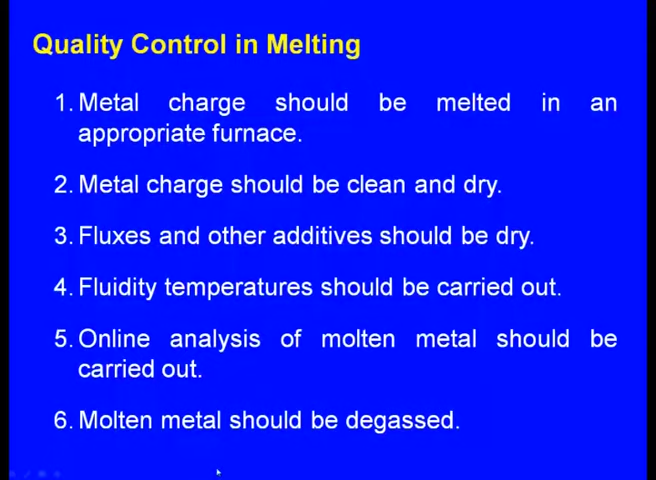 Quality Control in Melting
1. Metal charge should be melted in an
appropriate furnace.
2. Metal charge should be clean and dry.
3. Fluxes and other additives should be dry.
4. Fluidity temperatures should be carried out.
5. Online analysis of molten metal should be
carried out.
6. Molten metal should be degassed.